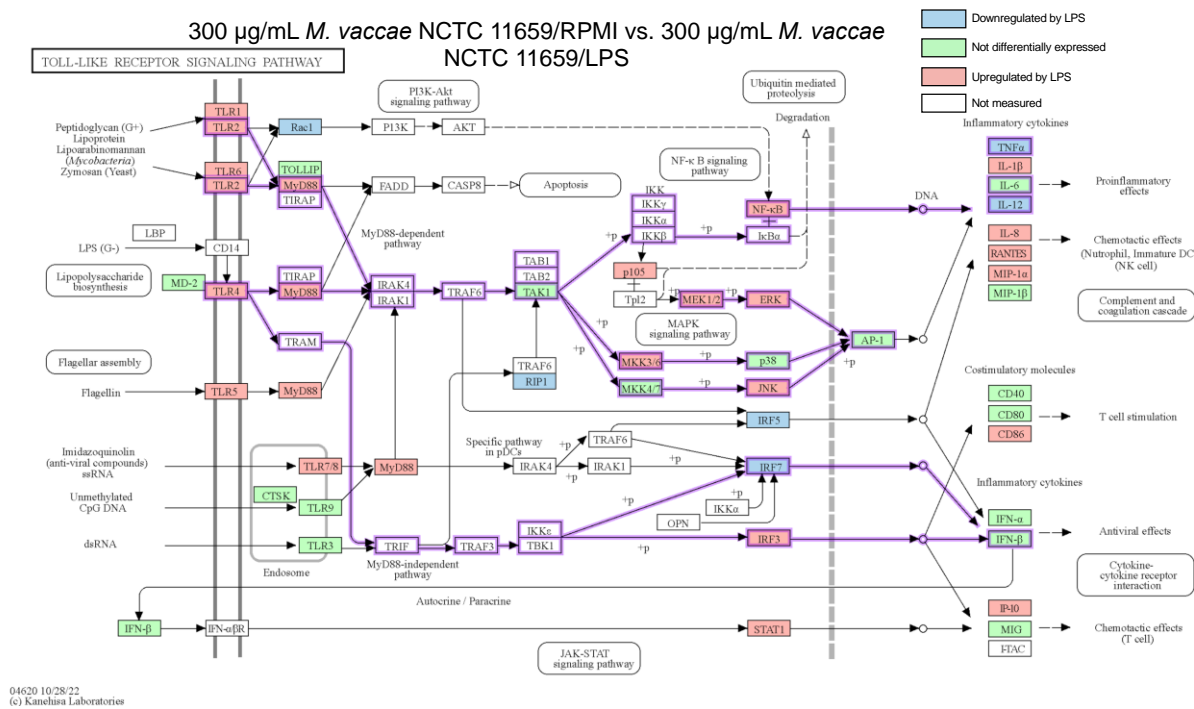 300 µg/mL M. vaccae NCTC 11659/RPMI vs. 300 µg/mL M. vaccae
NCTC 11659/LPS
Downregulated by LPS
Not differentially expressed
Upregulated by LPS
Not measured
TOLL-LIKE RECEPTOR SIGNALING PATHWAY
PI3K-Akt
signaling pathway
Ubiquitin mediated
proteolysis
Degradation
Inflammatory cytokines
Peptidoglycan (G+)
Lipoprotein
Lipoarabinomannan
(Mycobacteria)
Zymosan (Yeast)
TLR1
TLR2
Rac1
PI3K
AKT
TLR6
TLR2
TOLLIP
MyD88
TIRAP
FADD
CASP8
Apoptosis
NF-κ B signaling
pathway
IKK
IKKγ
IKKα
IKKβ
+p
+p
NF-κB
IκBα
DNA
TNFα
IL-1β
IL-6
IL-12
Proinflammatory
effects
LBP
LPS (G-)
CD14
MyD88-dependent
pathway
Lipopolysaccharide
biosynthesis
MD-2
TLR4
TIRAP
MyD88
IRAK4
IRAK1
TRAF6
TAB1
TAB2
TAK1
p105
Tpl2
+p
MEK1/2
+p
ERK
IL-8
RANTES
MIP-1α
MIP-1β
Chemotactic effects
(Nutrophil, Immature DC)
(NK cell)
Complement and
coagulation cascade
TRAM
MAPK
signaling pathway
+p
+p
+p
AP-1
Flagellar assembly
Flagellin
TLR5
MyD88
TRAF6
RIP1
MKK3/6
+p
p38
MKK4/7
+p
JNK
+p
Costimulatory molecules
CD40
CD80
CD86
T cell stimulation
IRF5
Imidazoquinolin
(anti-viral compounds)
ssRNA
TLR7/8
MyD88
Specific pathway
in pDCs
IRAK4
+p
+p
TRAF6
IRAK1
+p
IRF7
Unmethylated
CpG DNA
CTSK
TLR9
+p
IKKα
+p
OPN
Inflammatory cytokines
IFN-α
IFN-β
Antiviral effects
dsRNA
TLR3
Endosome
TRIF
TRAF3
IKKε
TBK1
+p
IRF3
MyD88-independent
pathway
Cytokine-
cytokine receptor
interaction
Autocrine / Paracrine
IFN-β
IFN-αβR
STAT1
IP-10
MIG
I-TAC
Chemotactic effects
(T cell)
JAK-STAT
signaling pathway
04620 10/28/22
(c) Kanehisa Laboratories